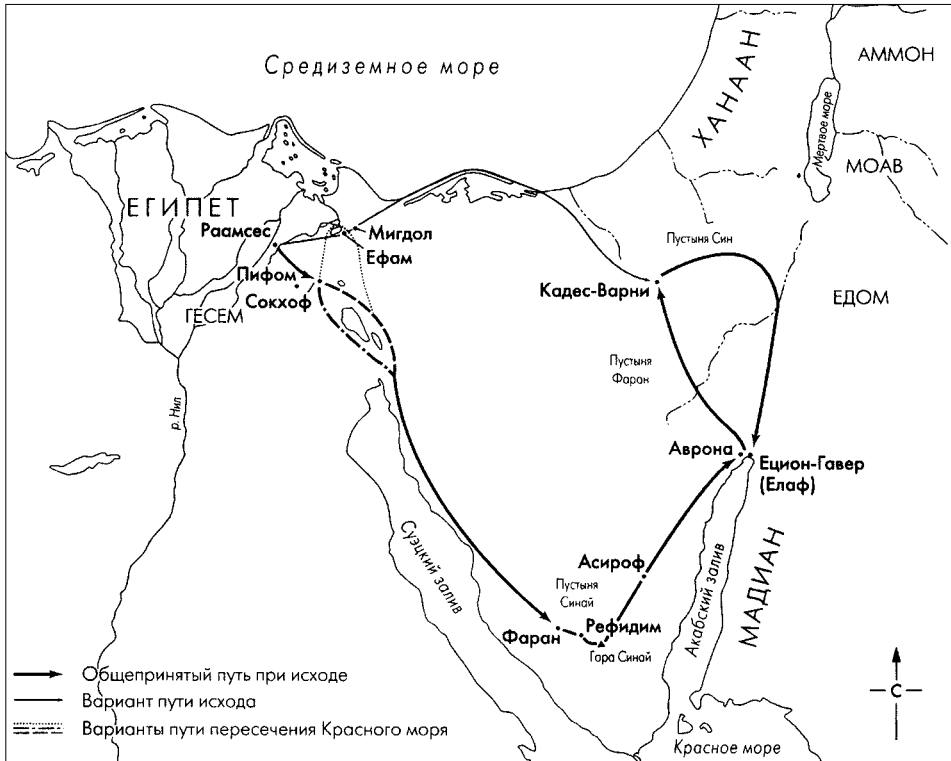 Средиземное море
ХАНААН
АММОН
Мертвое море
МОАВ
ЕГИПЕТ
Раамсес
Мигдол
Ефам
Пустыня Син
Пифом
Сокхоф
ГЕСЕМ
Кадес-Варни
ЕДОМ
Пустыня
Фаран
р. Нил
Аврона
Ецион-Гавер
(Елаф)
Суэцкий залив
Акабский залив
МАДИАН
Асироф
Пустыня
Синай
Фаран
Рефидим
Гора Синай
Общепринятый путь при исходе
Вариант пути исхода
Варианты пути пересечения Красного моря
С
Красное море